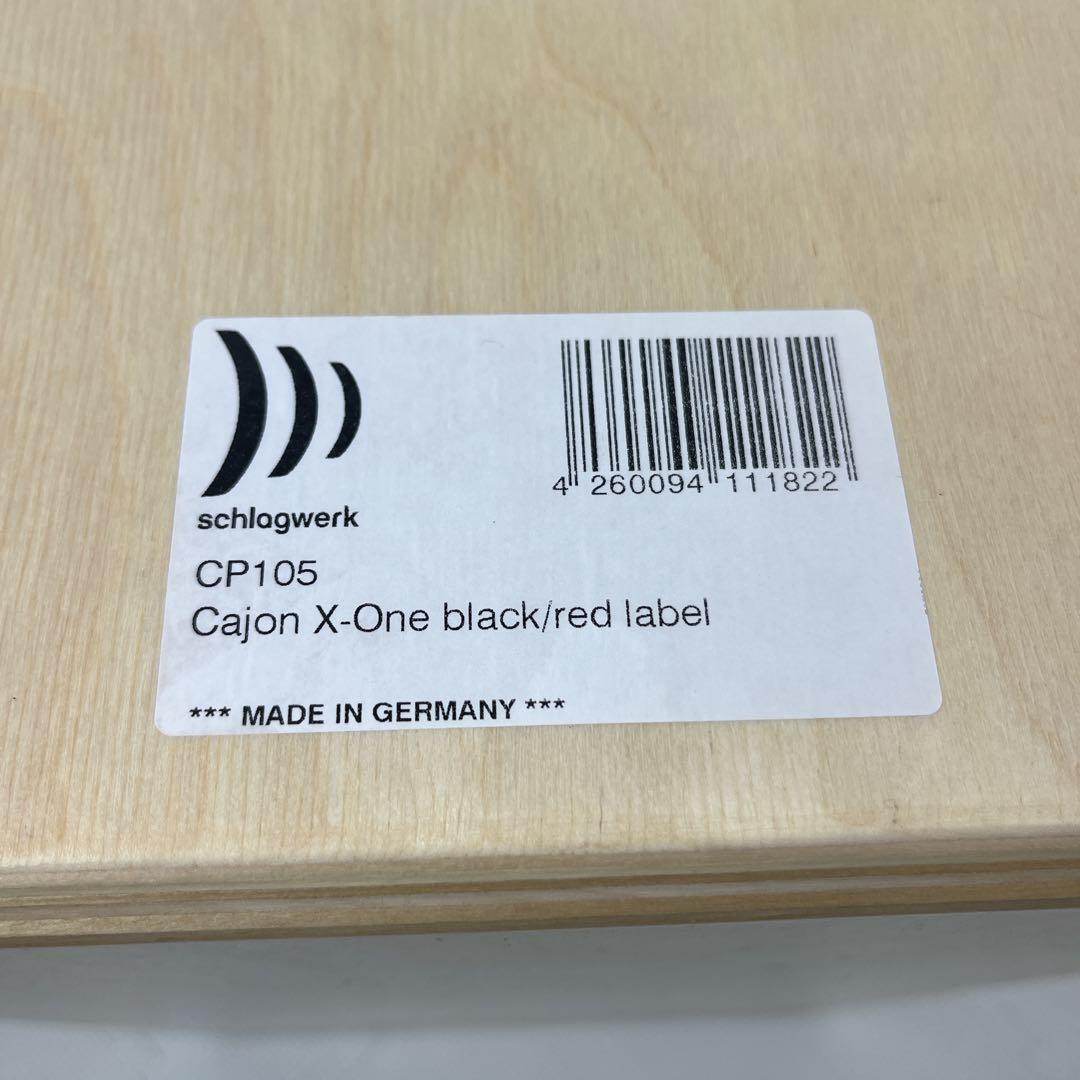 schlagwerk
4 260094 111822
CP105
Cajon X-One black/red label
*** MADE IN GERMANY ***